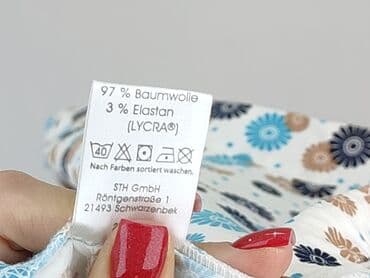 97 % Baumwolle
3 % Elastan
(LYCRA®)
40
Nach Farben sortiert waschen.
STH GmbH
Röntgenstraße 1
21493 Schwarzenbek